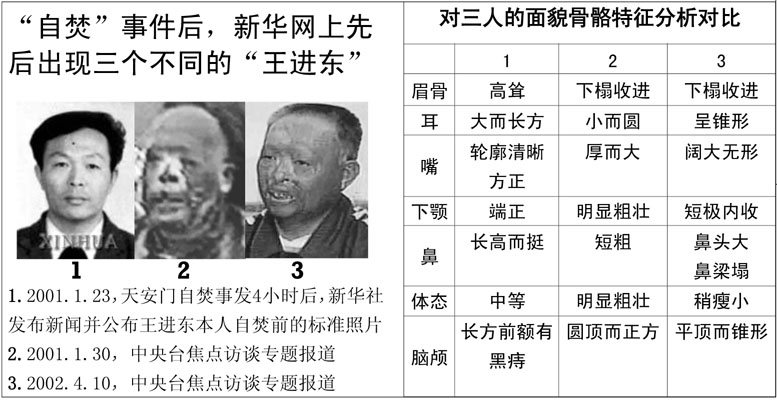 “自焚”事件后，新华网上先
后出现三个不同的“王进东”
XINHUA
1 2 3
1. 2001.1.23，天安门自焚事发4小时后，新华社
发布新闻并公布王进东本人自焚前的标准照片
2. 2001.1.30，中央台焦点访谈专题报道
3. 2002.4.10，中央台焦点访谈专题报道
对三人的面貌骨骼特征分析对比
1 2 3
眉骨 高耸 下榻收进 下榻收进
耳 大而长方 小而圆 呈锥形
嘴 轮廓清晰 厚而大 阔大无形
方正
下颚 端正 明显粗壮 短极内收
鼻 长高而挺 短粗 鼻头大
鼻梁塌
体态 中等 明显粗壮 稍瘦小
脑颅 长方前额有 圆顶而正方 平顶而锥形
黑痔